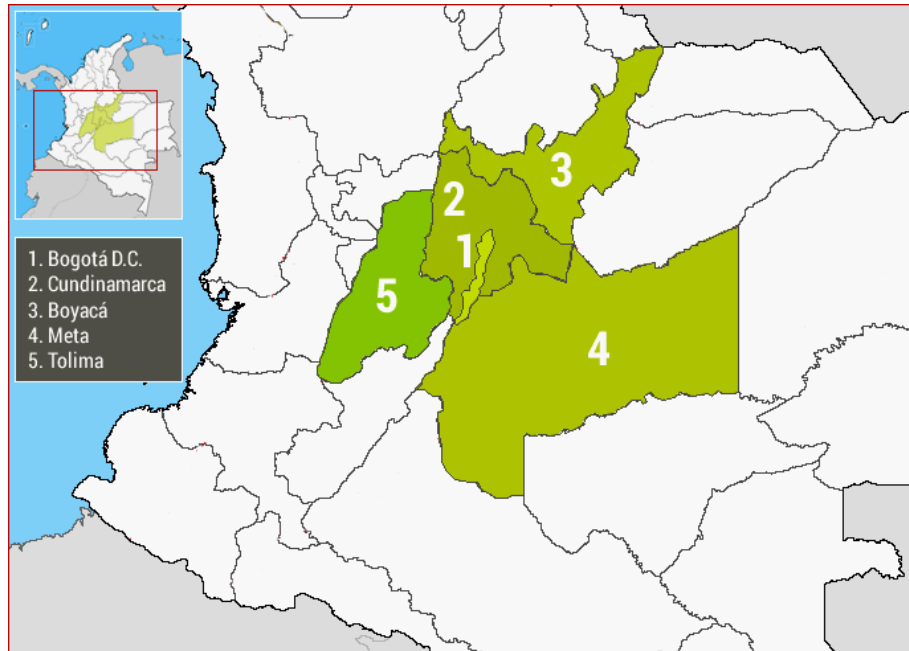 1. Bogotá D.C.
2. Cundinamarca
3. Boyacá
4. Meta
5. Tolima
3
2
1
5
4